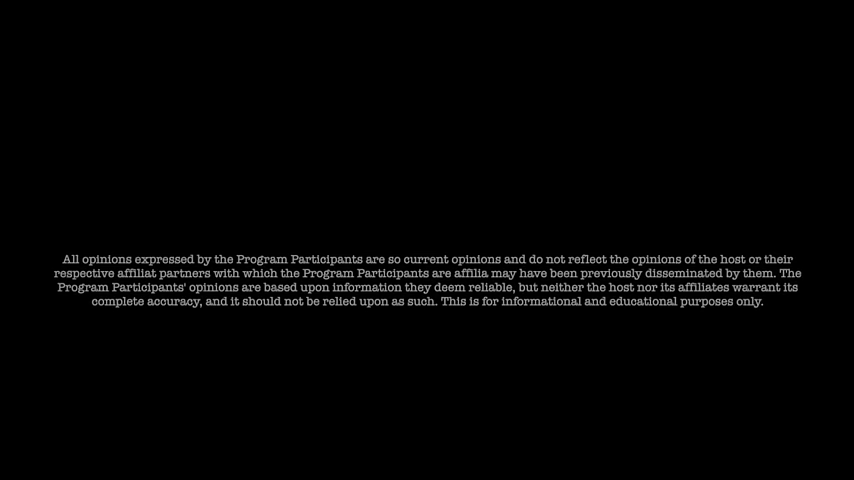 All opinions expressed by the Program Participants are so current opinions and do not reflect the opinions of the host or their
respective affiliat partners with which the Program Participants are affilia may have been previously disseminated by them. The
Program Participants' opinions are based upon information they deem reliable, but neither the host nor its affiliates warrant its
complete accuracy, and it should not be relied upon as such. This is for informational and educational purposes only.